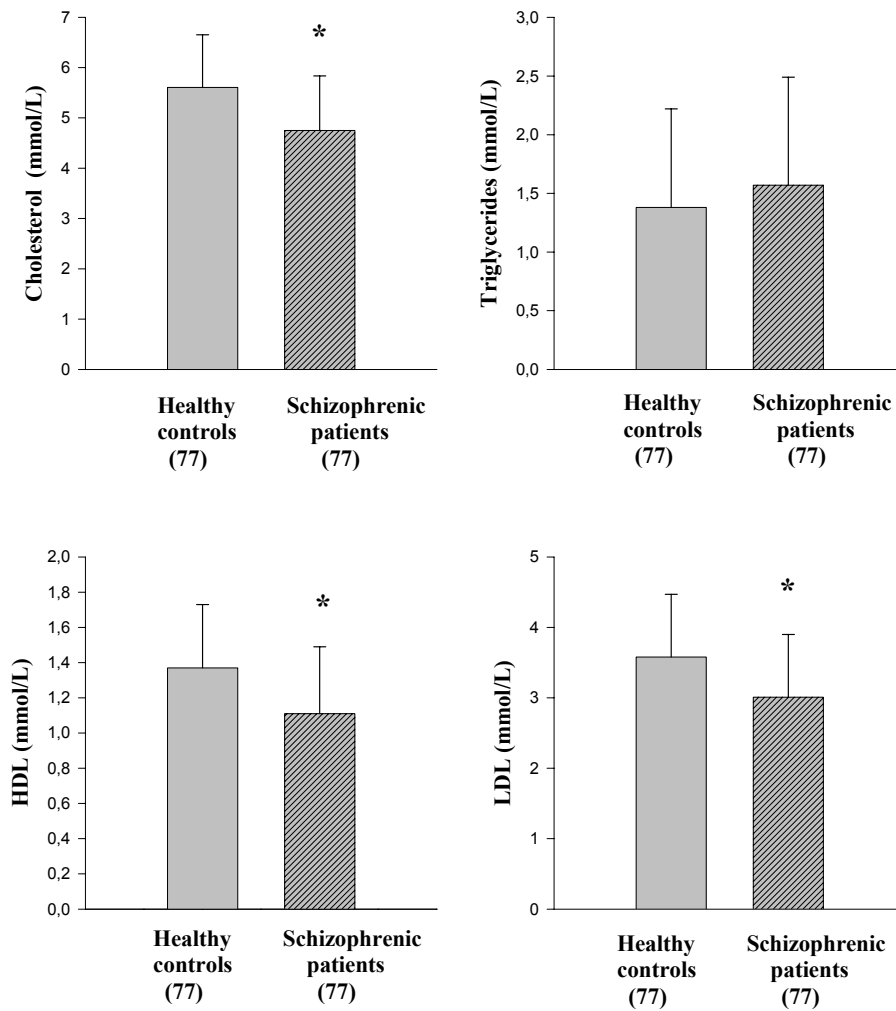 Cholesterol (mmol/L)
7
6
5
4
3
2
1
0
*
Healthy
controls
(77)
Schizophrenic
patients
(77)
Triglycerides (mmol/L)
3,0
2,5
2,0
1,5
1,0
0,5
0,0
Healthy
controls
(77)
Schizophrenic
patients
(77)
HDL (mmol/L)
2,0
1,8
1,6
1,4
1,2
1,0
0,8
0,6
0,4
0,2
0,0
*
Healthy
controls
(77)
Schizophrenic
patients
(77)
LDL (mmol/L)
5
4
3
2
1
0
*
Healthy
controls
(77)
Schizophrenic
patients
(77)